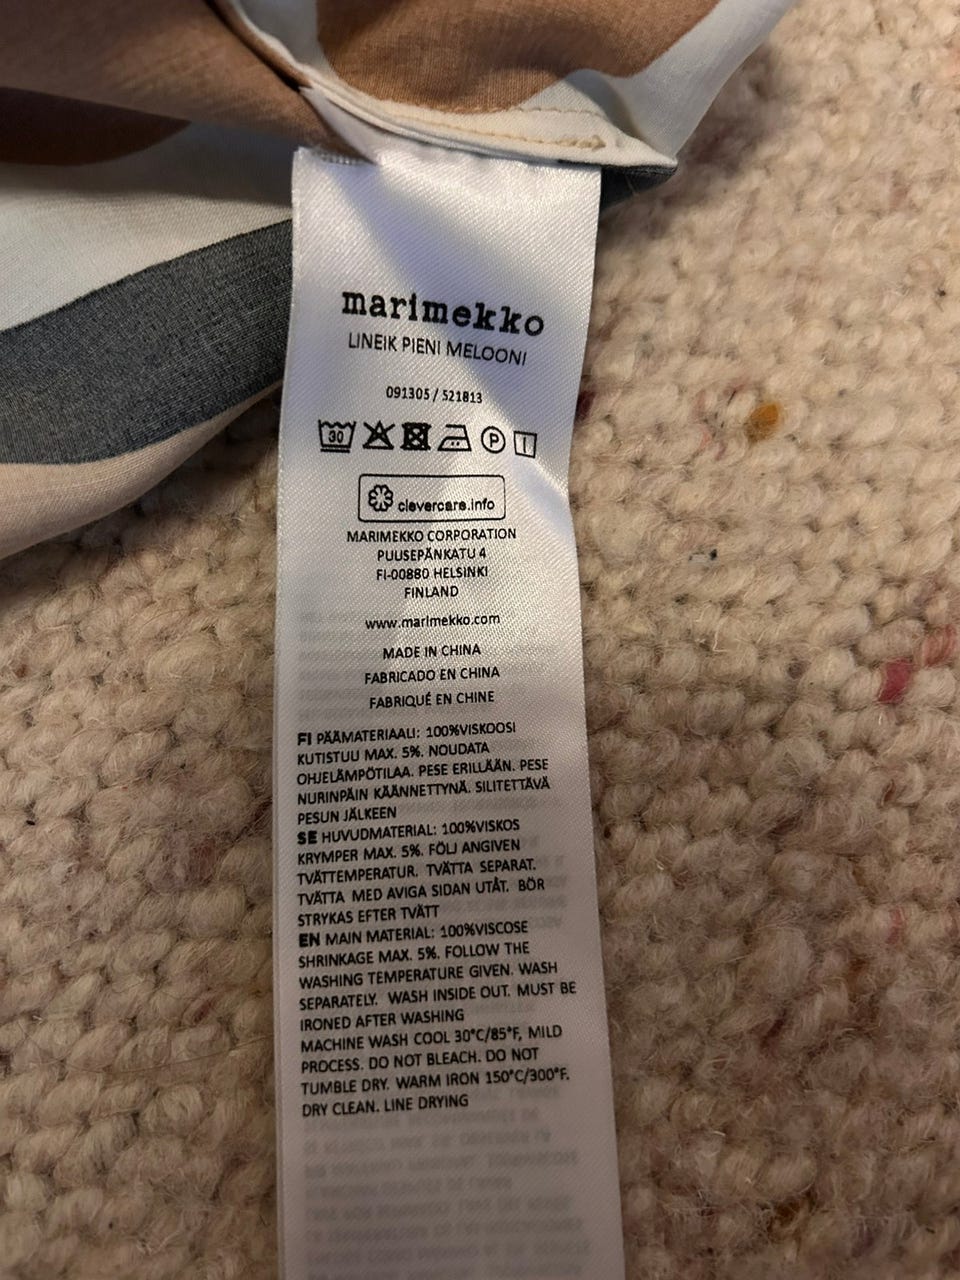 marimekko
LINEIK PIENI MELOONI
091305 / 521813
30 P
clevercare.info
MARIMEKKO CORPORATION
PUUSEPÄNKATU 4
FI-00880 HELSINKI
FINLAND
www.marimekko.com
MADE IN CHINA
FABRICADO EN CHINA
FABRIQUÉ EN CHINE
FI PÄÄMATERIAALI: 100%VISKOOSI
KUTISTUU MAX. 5%. NOUDATA
OHJELÄMPÖTILAA. PESE ERILLÄÄN. PESE
NURINPÄIN KÄÄNNETTYNÄ. SILITETTÄVÄ
PESUN JÄLKEEN
SE HUVUDMATERIAL: 100%VISKOS
KRYMPER MAX. 5%. FÖLJ ANGIVEN
TVÄTTEMPERATUR. TVÄTTA SEPARAT.
TVÄTTA MED AVIGA SIDAN UTÅT. BÖR
STRYKAS EFTER TVÄTT
EN MAIN MATERIAL: 100%VISCOSE
SHRINKAGE MAX. 5%. FOLLOW THE
WASHING TEMPERATURE GIVEN. WASH
SEPARATELY. WASH INSIDE OUT. MUST BE
IRONED AFTER WASHING
MACHINE WASH COOL 30°C/85°F, MILD
PROCESS. DO NOT BLEACH. DO NOT
TUMBLE DRY. WARM IRON 150°C/300°F.
DRY CLEAN. LINE DRYING